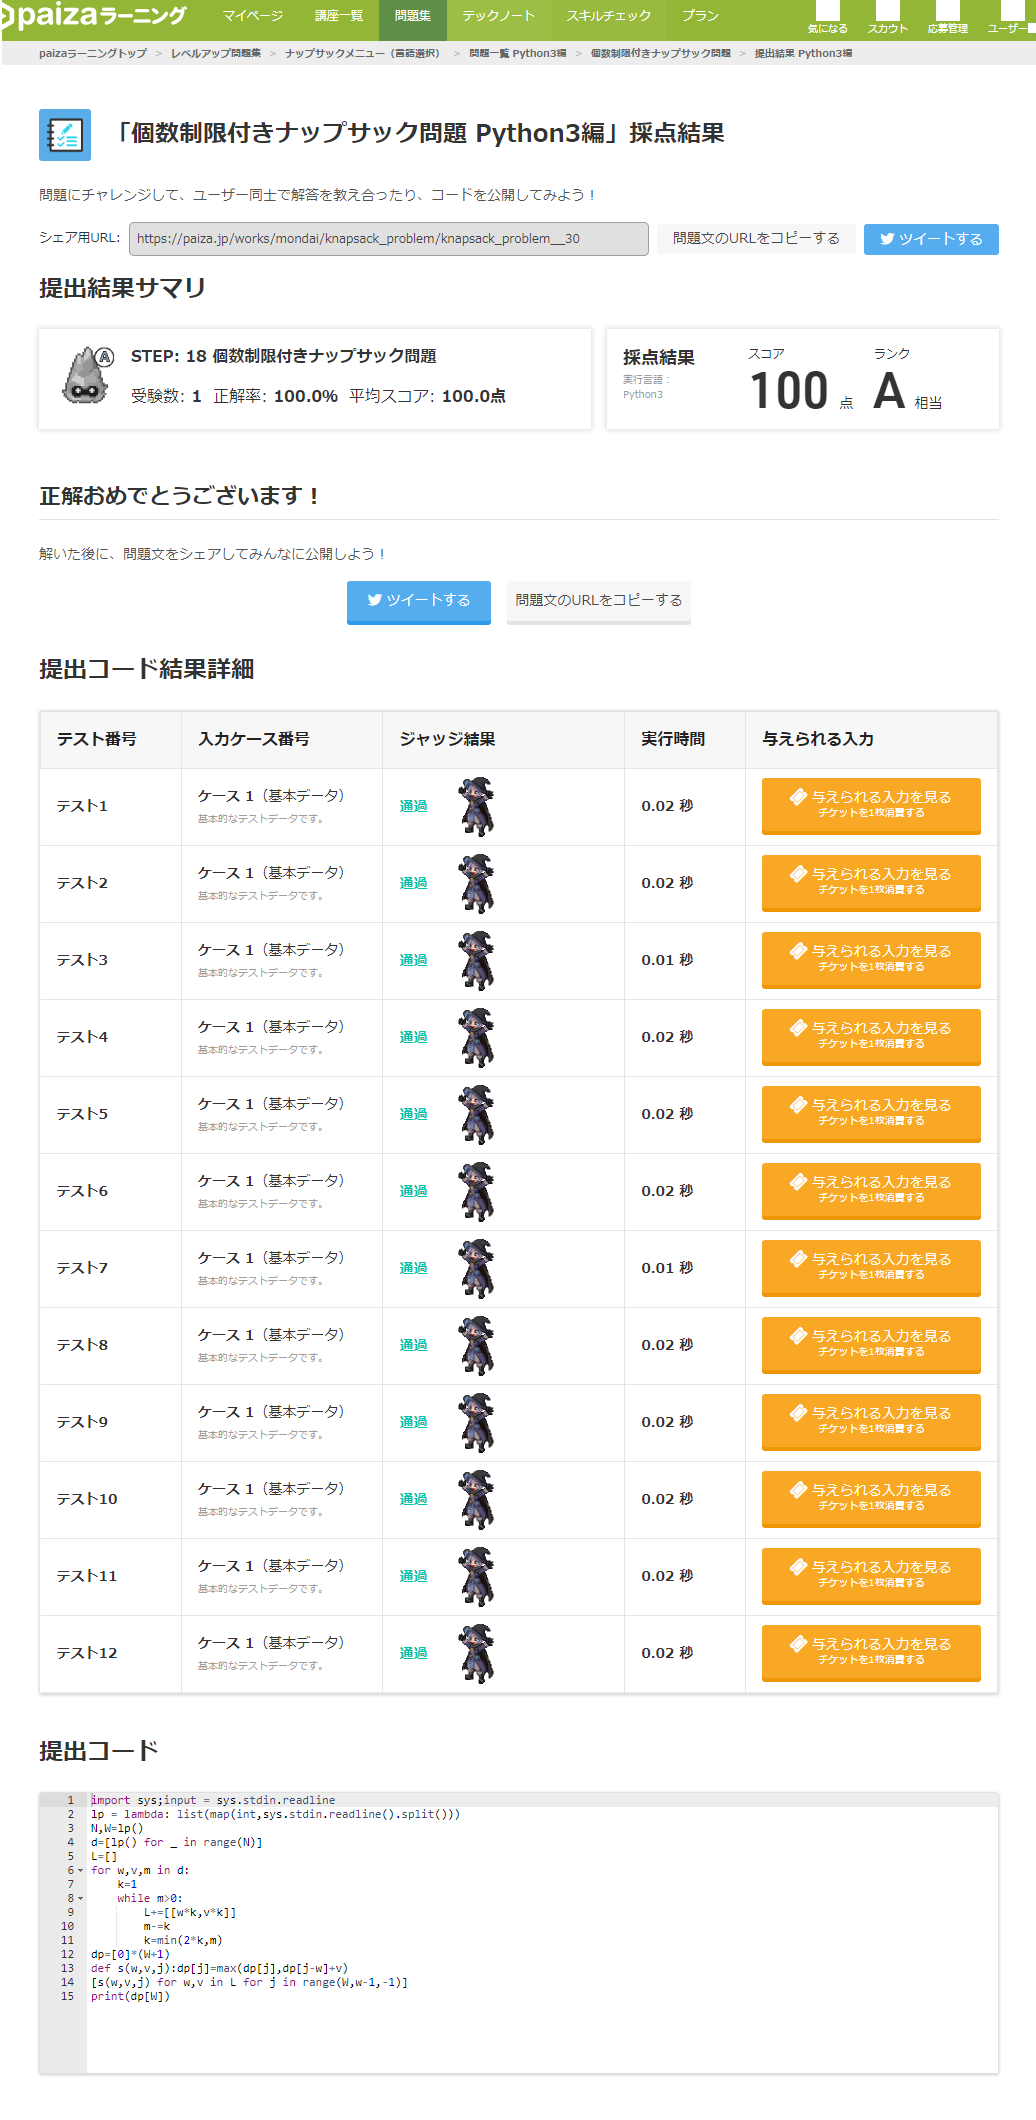 paizaラーニング
マイページ 講座一覧 問題集 テックノート スキルチェック プラン 気になる スカウト 応募管理 ユーザー
paizaラーニングトップ > レベルアップ問題集 > ナップサックメニュー（言語選択） > 問題一覧 Python3編 > 個数制限付きナップサック問題 > 提出結果 Python3編
「個数制限付きナップサック問題 Python3編」採点結果
問題にチャレンジして、ユーザー同士で解答を教え合ったり、コードを公開してみよう！
シェア用URL: https://paiza.jp/works/mondai/knapsack_problem/knapsack_problem__30 問題文のURLをコピーする ツイートする
提出結果サマリ
A
STEP: 18 個数制限付きナップサック問題
受験数: 1 正解率: 100.0% 平均スコア: 100.0点
採点結果
実行言語：
Python3
スコア
100 点
ランク
A 相当
正解おめでとうございます！
解いた後に、問題文をシェアしてみんなに公開しよう！
ツイートする 問題文のURLをコピーする
提出コード結果詳細
テスト番号 入力ケース番号 ジャッジ結果 実行時間 与えられる入力
テスト1 ケース 1（基本データ） 基本的なテストデータです。 通過 0.02 秒 与えられる入力を見る チケットを1枚消費する
テスト2 ケース 1（基本データ） 基本的なテストデータです。 通過 0.02 秒 与えられる入力を見る チケットを1枚消費する
テスト3 ケース 1（基本データ） 基本的なテストデータです。 通過 0.01 秒 与えられる入力を見る チケットを1枚消費する
テスト4 ケース 1（基本データ） 基本的なテストデータです。 通過 0.02 秒 与えられる入力を見る チケットを1枚消費する
テスト5 ケース 1（基本データ） 基本的なテストデータです。 通過 0.02 秒 与えられる入力を見る チケットを1枚消費する
テスト6 ケース 1（基本データ） 基本的なテストデータです。 通過 0.02 秒 与えられる入力を見る チケットを1枚消費する
テスト7 ケース 1（基本データ） 基本的なテストデータです。 通過 0.01 秒 与えられる入力を見る チケットを1枚消費する
テスト8 ケース 1（基本データ） 基本的なテストデータです。 通過 0.02 秒 与えられる入力を見る チケットを1枚消費する
テスト9 ケース 1（基本データ） 基本的なテストデータです。 通過 0.02 秒 与えられる入力を見る チケットを1枚消費する
テスト10 ケース 1（基本データ） 基本的なテストデータです。 通過 0.02 秒 与えられる入力を見る チケットを1枚消費する
テスト11 ケース 1（基本データ） 基本的なテストデータです。 通過 0.02 秒 与えられる入力を見る チケットを1枚消費する
テスト12 ケース 1（基本データ） 基本的なテストデータです。 通過 0.02 秒 与えられる入力を見る チケットを1枚消費する
提出コード
1 import sys;input = sys.stdin.readline
2 lp = lambda: list(map(int,sys.stdin.readline().split()))
3 N,W=lp()
4 d=[lp() for _ in range(N)]
5 L=[]
6 for w,v,m in d:
7     k=1
8     while m>0:
9         L+=[[w*k,v*k]]
10         m-=k
11         k=min(2*k,m)
12 dp=[0]*(W+1)
13 def s(w,v,j):dp[j]=max(dp[j],dp[j-w]+v)
14 [s(w,v,j) for w,v in L for j in range(W,w-1,-1)]
15 print(dp[W])